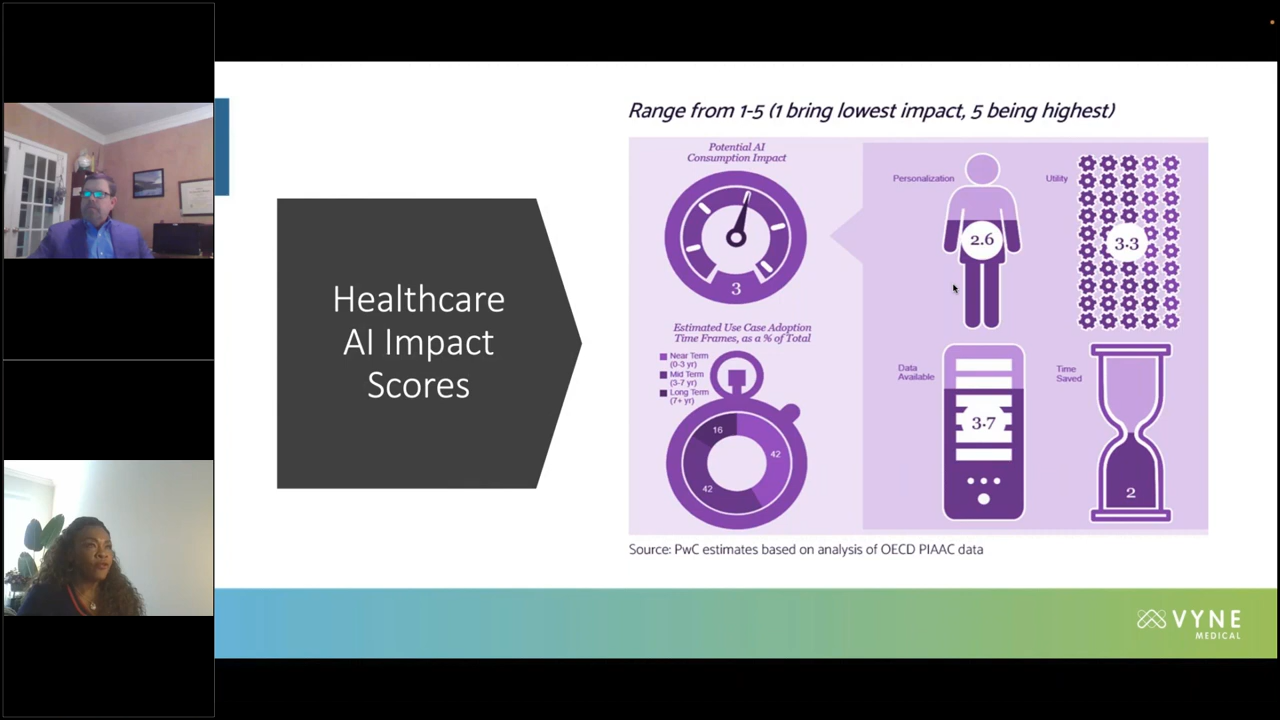 Healthcare
AI Impact
Scores
Range from 1-5 (1 bring lowest impact, 5 being highest)
Potential AI
Consumption Impact
3
Estimated Use Case Adoption
Time Frames, as a % of Total
Near Term
(0-3 yr)
Mid Term
(3-7 yr)
Long Term
(7+ yr)
16
42
42
Personalization
2.6
Utility
3.3
Data
Available
3.7
Time
Saved
2
Source: PwC estimates based on analysis of OECD PIAAC data
VYNE
MEDICAL